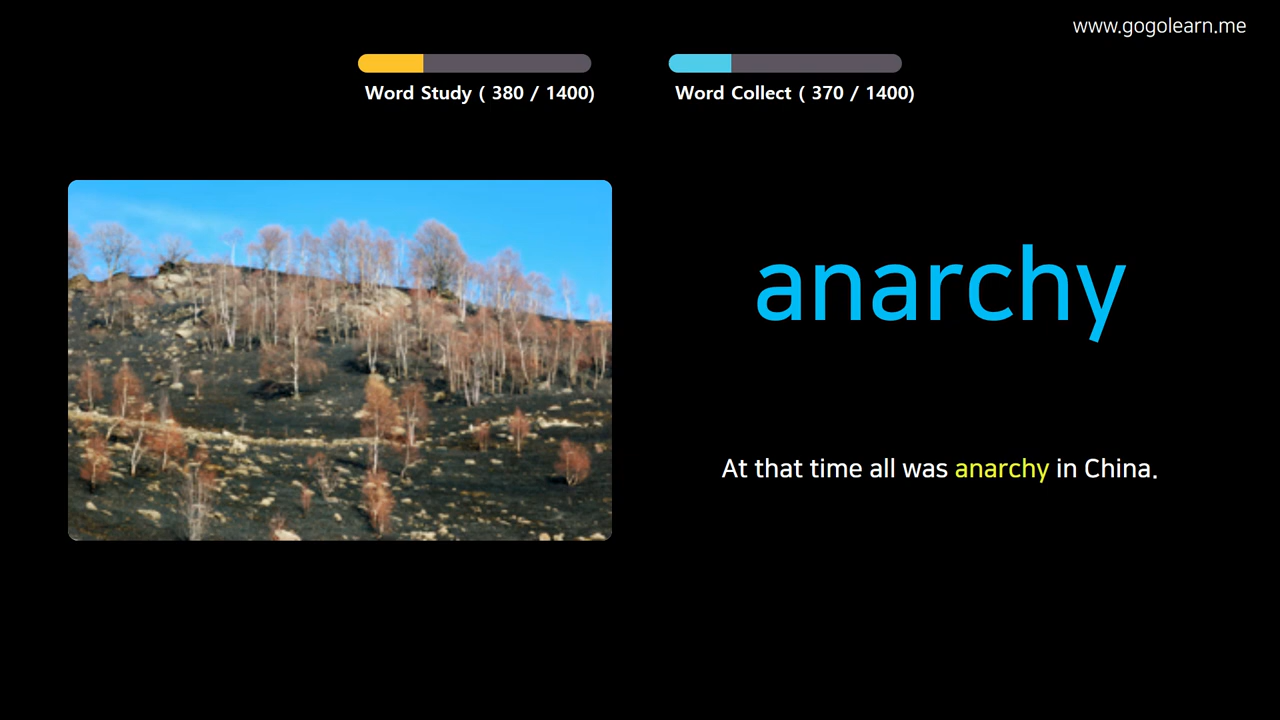 www.gogolearn.me
Word Study ( 380 / 1400)
Word Collect ( 370 / 1400)
anarchy
At that time all was anarchy in China.